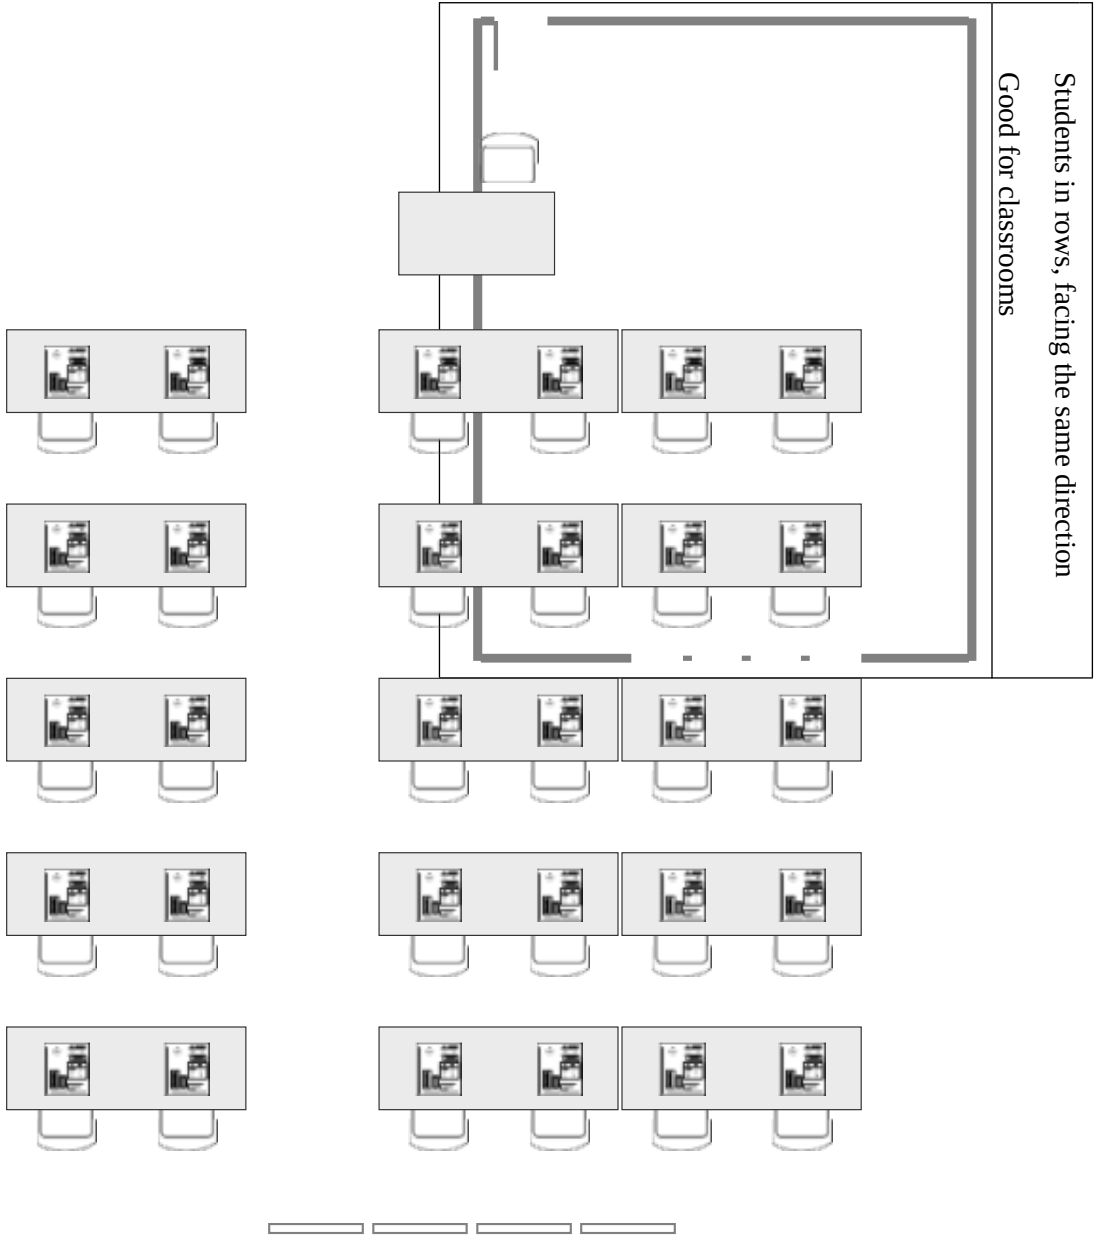 Students in rows, facing the same direction
Good for classrooms